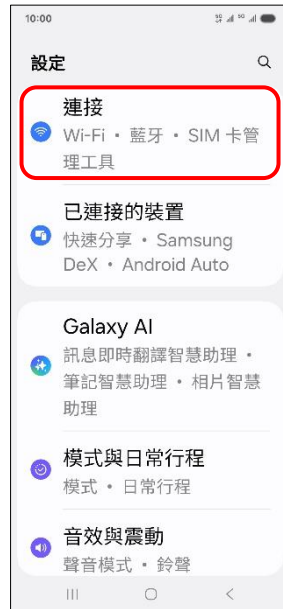 10:00
設定
連接
Wi-Fi • 藍牙 • SIM 卡管
理工具
已連接的裝置
快速分享 • Samsung
DeX • Android Auto
Galaxy AI
訊息即時翻譯智慧助理 •
筆記智慧助理 • 相片智慧
助理
模式與日常行程
模式 • 日常行程
音效與震動
聲音模式 • 鈴聲